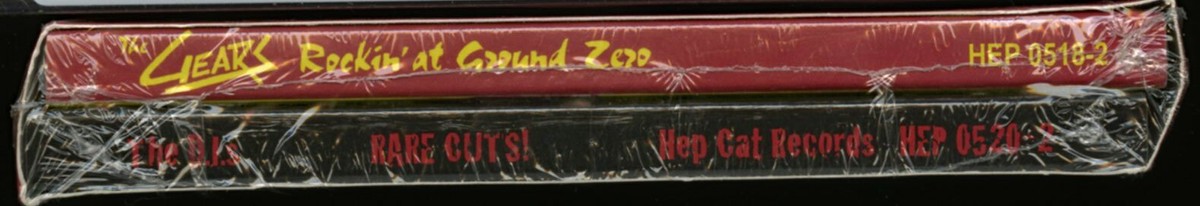 The GEARS Rockin' at Ground Zero HEP 0518-2
The D.I.s RARE CUTS! Hep Cat Records HEP 0520-2